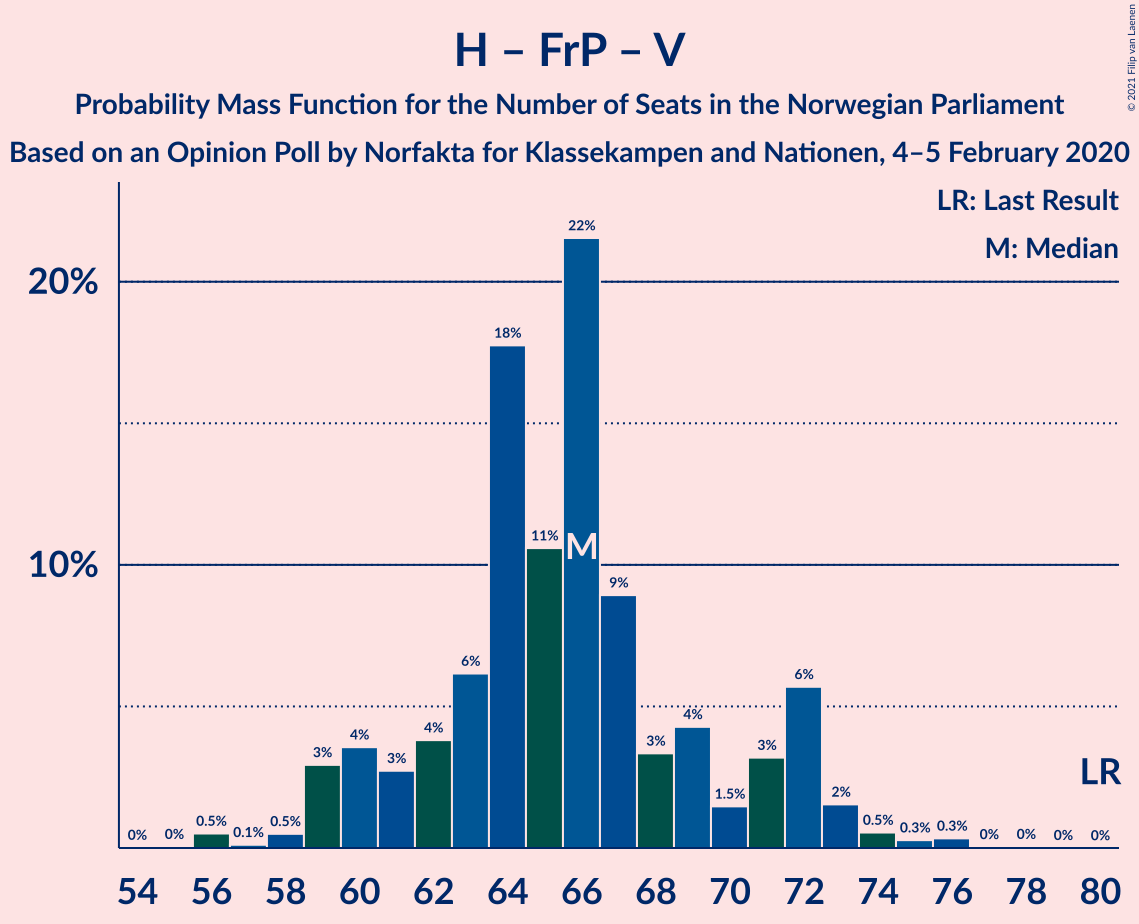 © 2021 Filip van Laenen
H – FrP – V
Probability Mass Function for the Number of Seats in the Norwegian Parliament
Based on an Opinion Poll by Norfakta for Klassekampen and Nationen, 4–5 February 2020
LR: Last Result
M: Median
20%
10%
0% 0% 0.5% 0.1% 0.5% 3% 4% 3% 4% 6% 18% 11% 22% 9% 3% 4% 1.5% 3% 6% 2% 0.5% 0.3% 0.3% 0% 0% 0% 0%
M
LR
54 56 58 60 62 64 66 68 70 72 74 76 78 80